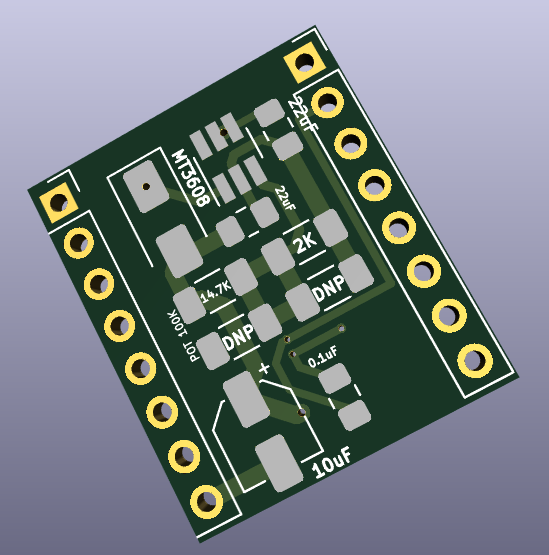 22uF
MT3608
22uF
2K
14.7K
DNP
POT 100K
DNP
0.1uF
+
10uF